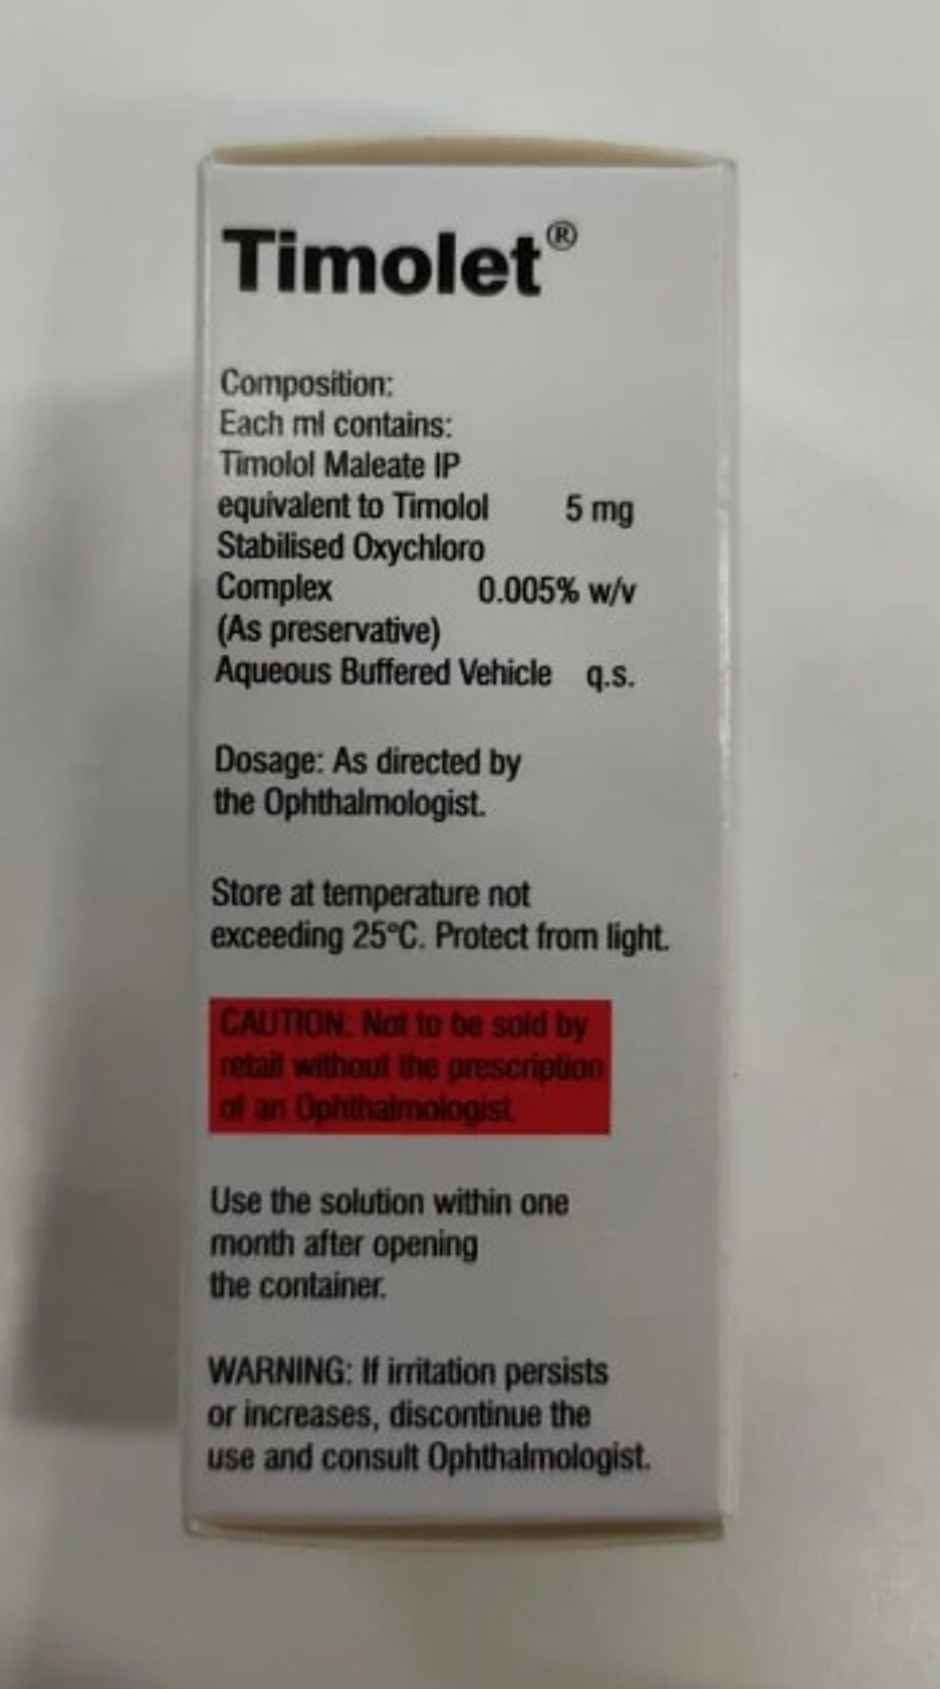 Timolet®
Composition:
Each ml contains:
Timolol Maleate IP
equivalent to Timolol 5 mg
Stabilised Oxychloro
Complex 0.005% w/v
(As preservative)
Aqueous Buffered Vehicle q.s.
Dosage: As directed by
the Ophthalmologist.
Store at temperature not
exceeding 25°C. Protect from light.
CAUTION: Not to be sold by
retail without the prescription
of an Ophthalmologist.
Use the solution within one
month after opening
the container.
WARNING: If irritation persists
or increases, discontinue the
use and consult Ophthalmologist.